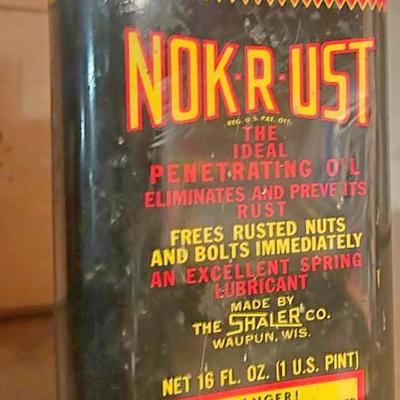 NOK·R·UST
REG. U.S. PAT. OFF.
THE
IDEAL
PENETRATING OIL
ELIMINATES AND PREVENTS
RUST
FREES RUSTED NUTS
AND BOLTS IMMEDIATELY
AN EXCELLENT SPRING
LUBRICANT
MADE BY
THE SHALER CO.
WAUPUN, WIS.
NET 16 FL. OZ. (1 U.S. PINT)
DANGER!